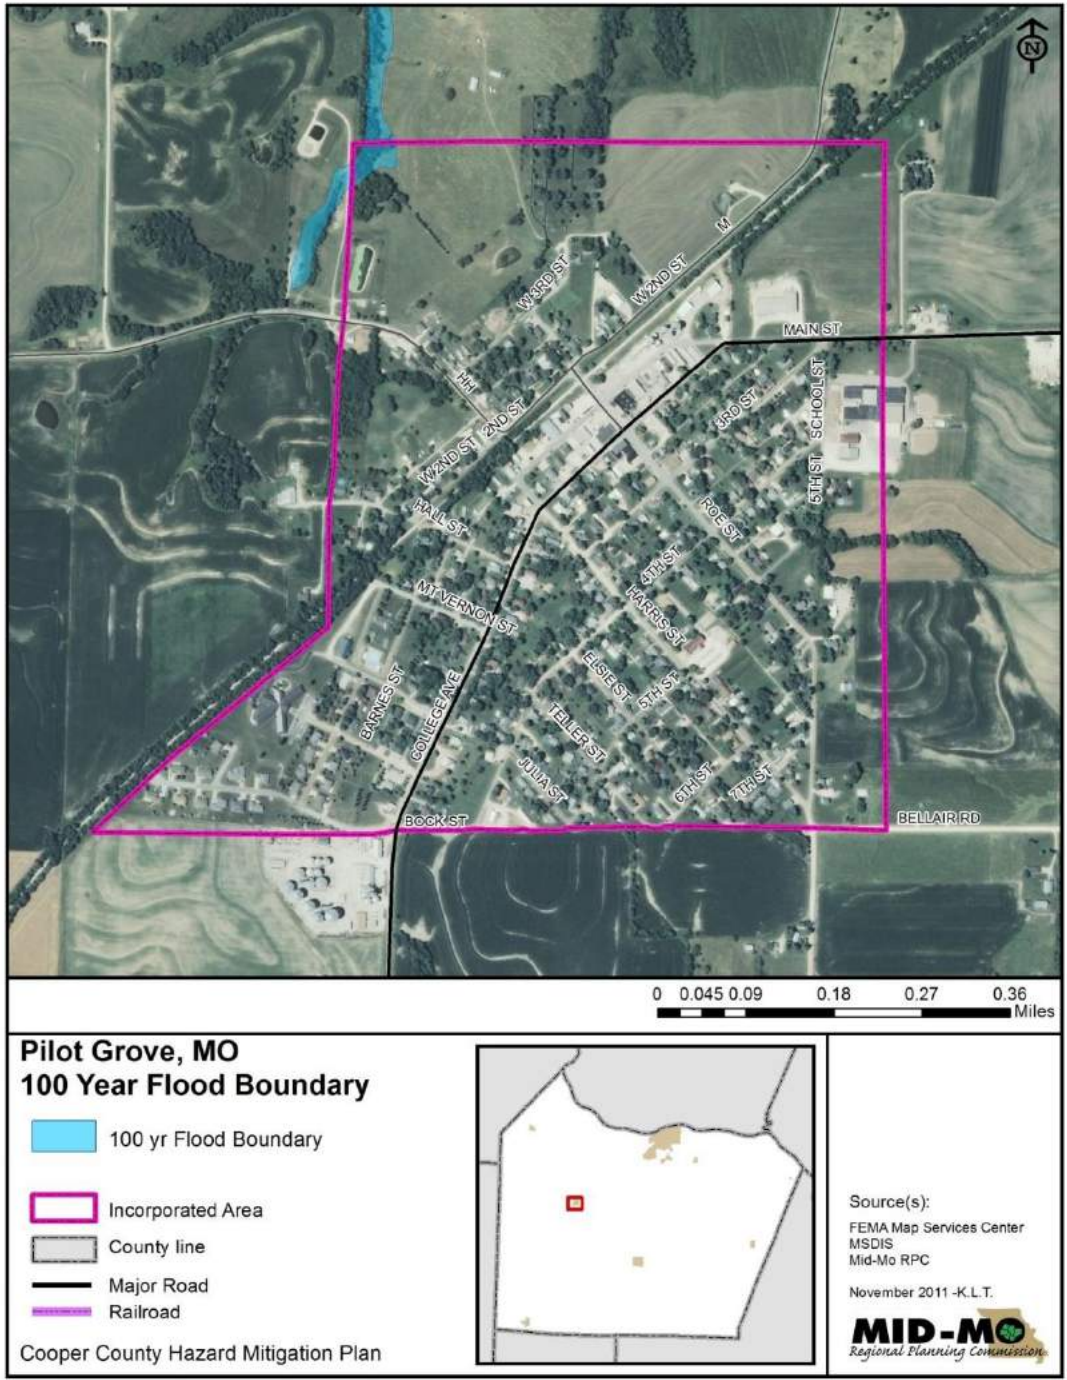 N
M
W 3RD ST
W 2ND ST
MAIN ST
HH
2ND ST
W 2ND ST
3RD ST
SCHOOL ST
5TH ST
HALL ST
ROE ST
4TH ST
MT VERNON ST
HARRIS ST
ELSIE ST
5TH ST
BARNES ST
COLLEGE AVE
TELLER ST
JULIA ST
6TH ST
7TH ST
BOCK ST
BELLAIR RD
0 0.045 0.09 0.18 0.27 0.36
Miles
Pilot Grove, MO
100 Year Flood Boundary
100 yr Flood Boundary
Incorporated Area
County line
Major Road
Railroad
Cooper County Hazard Mitigation Plan
Source(s):
FEMA Map Services Center
MSDIS
Mid-Mo RPC
November 2011 -K.L.T.
MID-MO
Regional Planning Commission